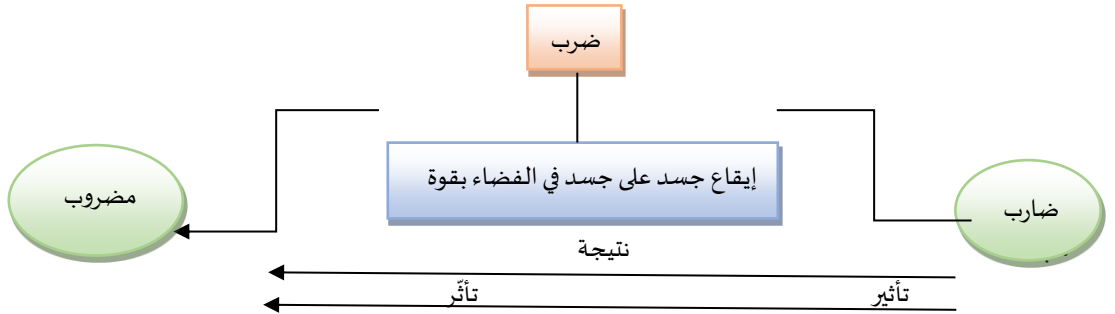 ضرب
إيقاع جسد على جسد في الفضاء بقوة
ضارب
مضروب
نتيجة
تأثير
تأثّر